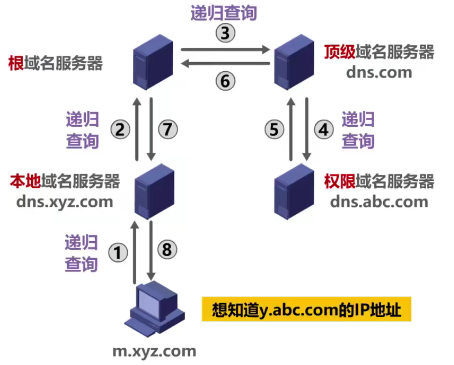 递归查询
③
根域名服务器
顶级域名服务器
dns.com
⑥
递归
查询
②
⑦
⑤
④
递归
查询
本地域名服务器
dns.xyz.com
权限域名服务器
dns.abc.com
递归
查询
①
⑧
想知道y.abc.com的IP地址
m.xyz.com